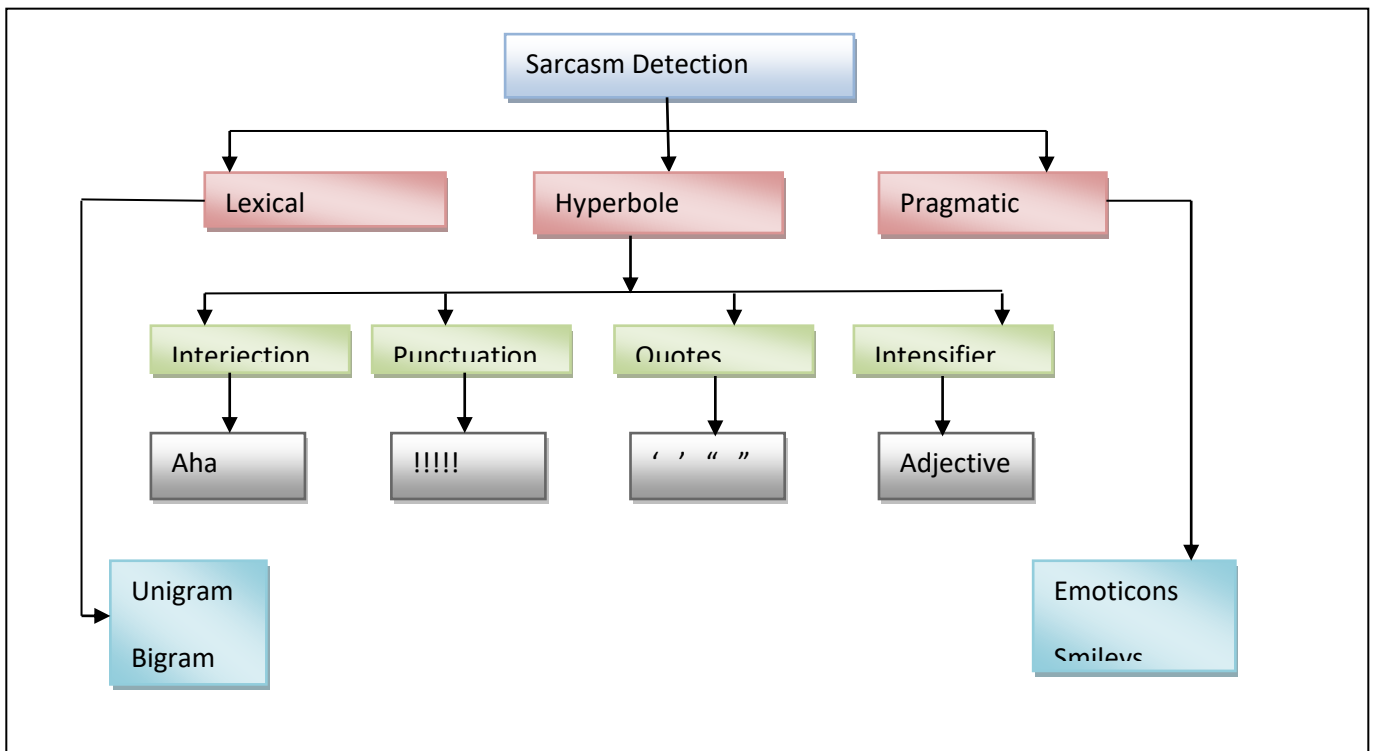 Sarcasm Detection
Lexical
Hyperbole
Pragmatic
Interjection
Punctuation
Quotes
Intensifier
Aha
!!!!!
‘ ’ “ ”
Adjective
Unigram
Bigram
Emoticons
Smileys